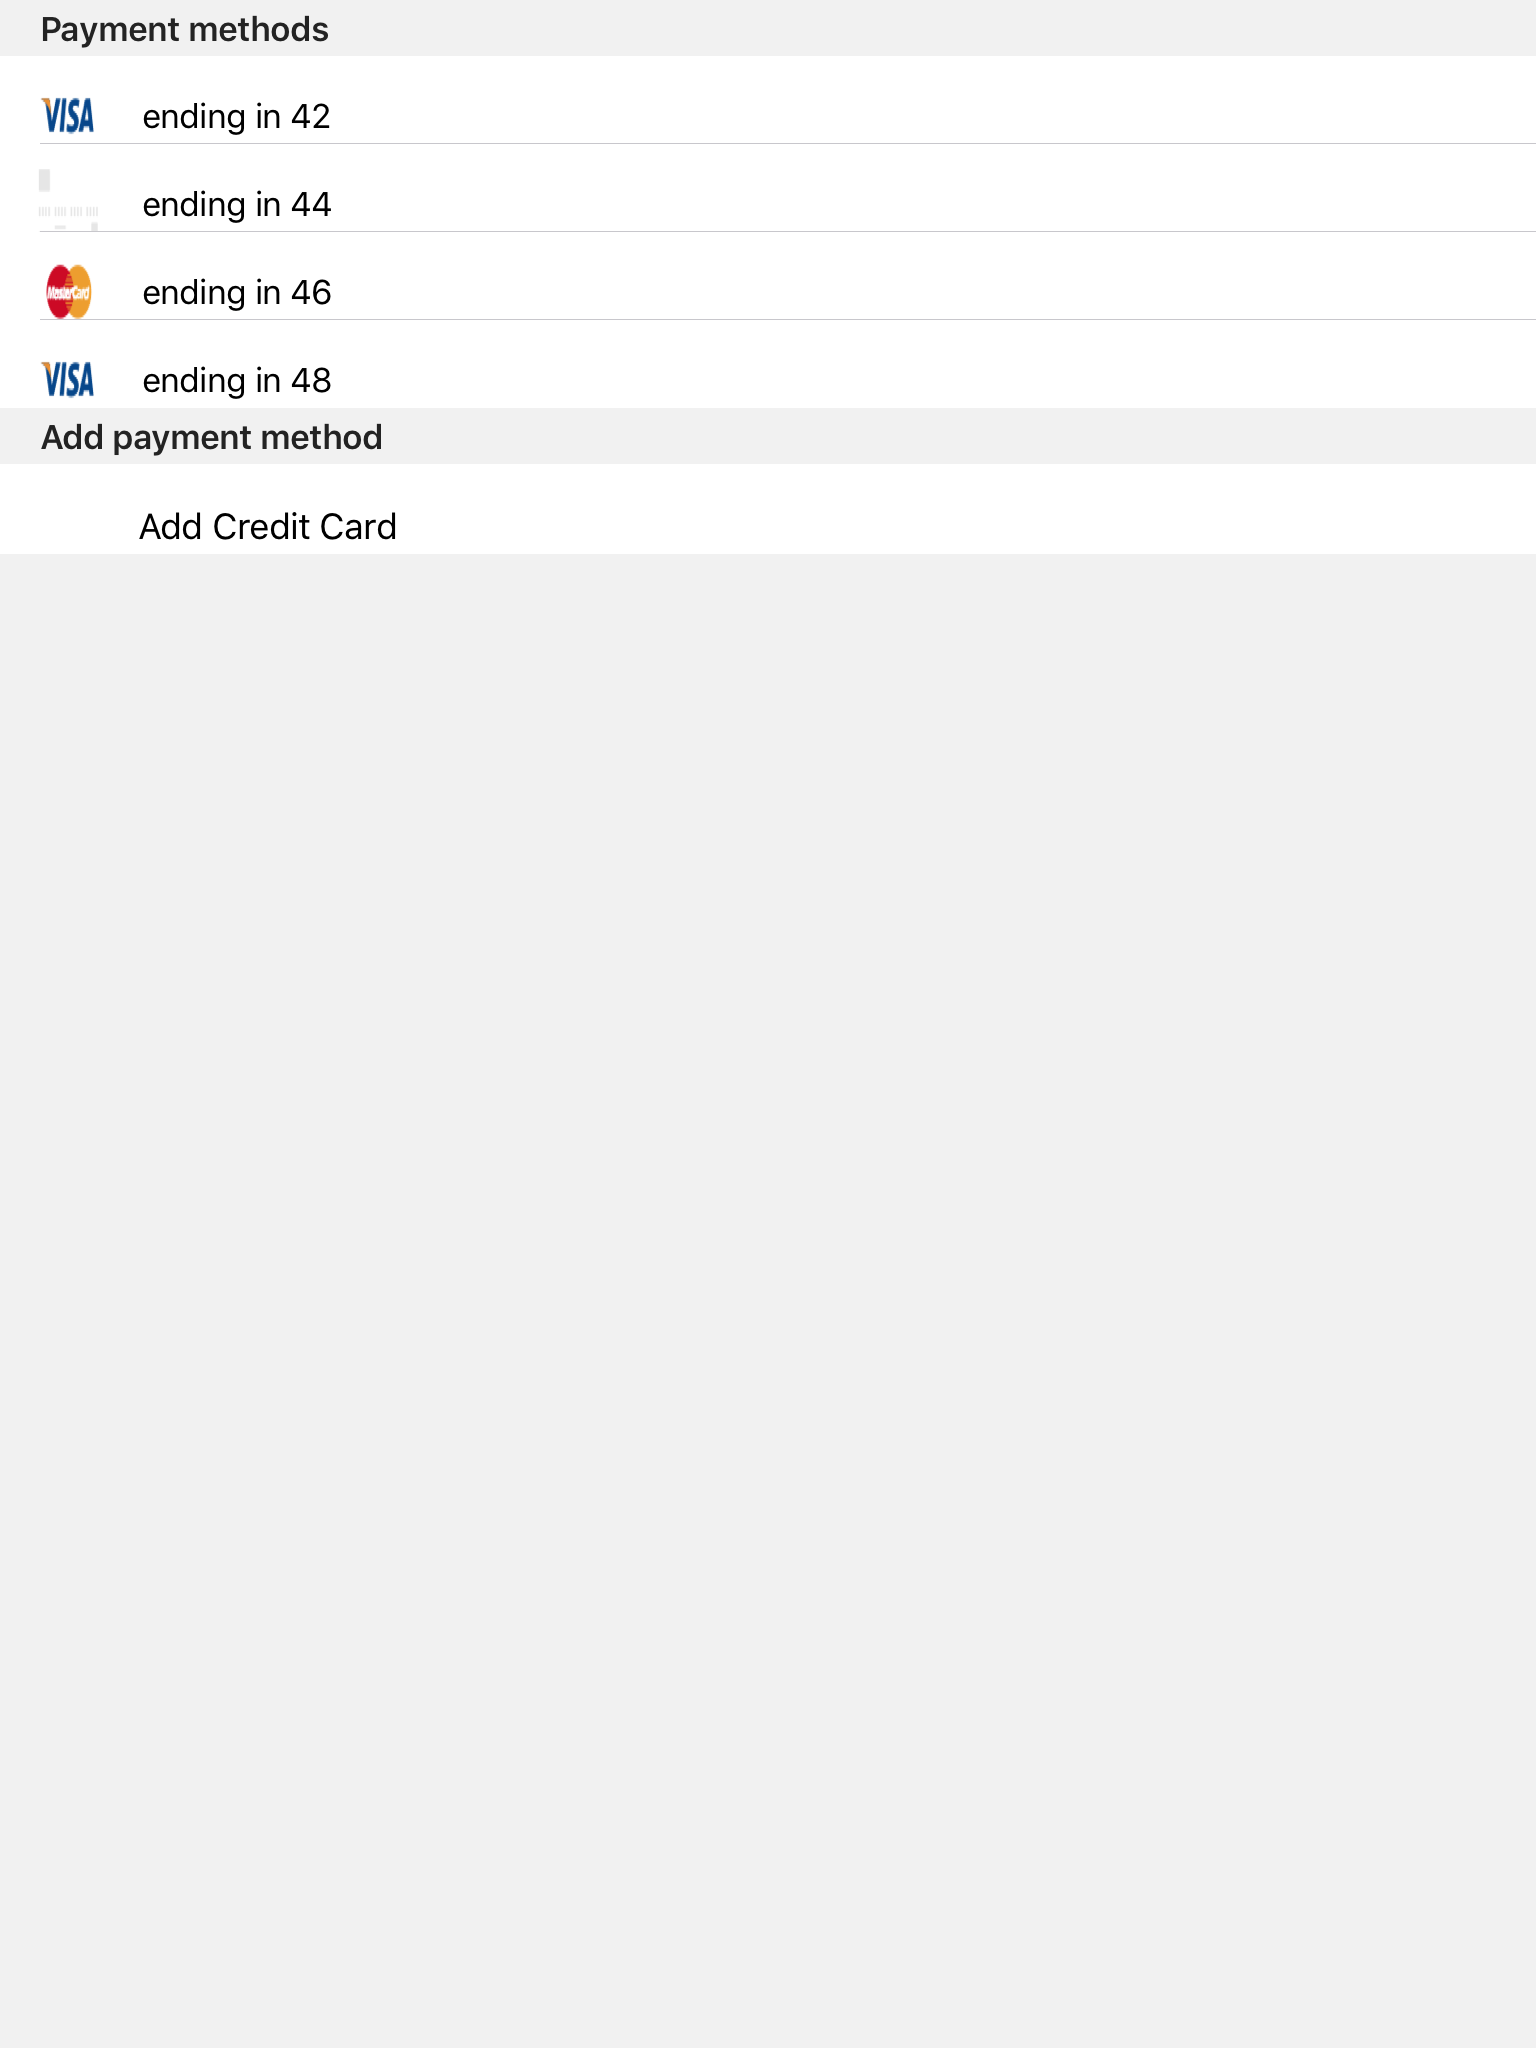 Payment methods
VISA ending in 42
ending in 44
MasterCard ending in 46
VISA ending in 48
Add payment method
Add Credit Card